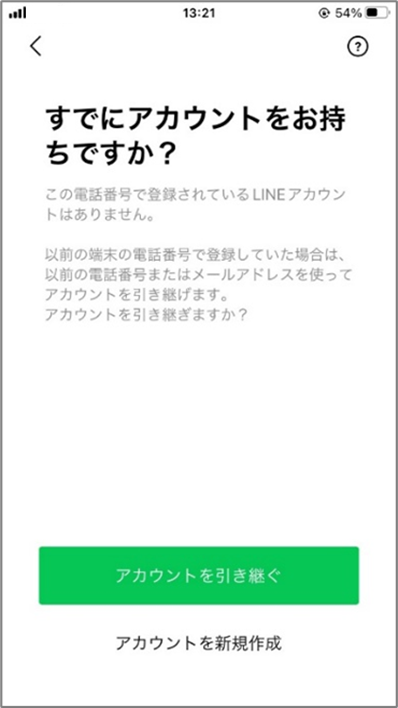 13:21
54%
?
すでにアカウントをお持
ちですか？
この電話番号で登録されているLINEアカウン
トはありません。
以前の端末の電話番号で登録していた場合は、
以前の電話番号またはメールアドレスを使って
アカウントを引き継げます。
アカウントを引き継ぎますか？
アカウントを引き継ぐ
アカウントを新規作成